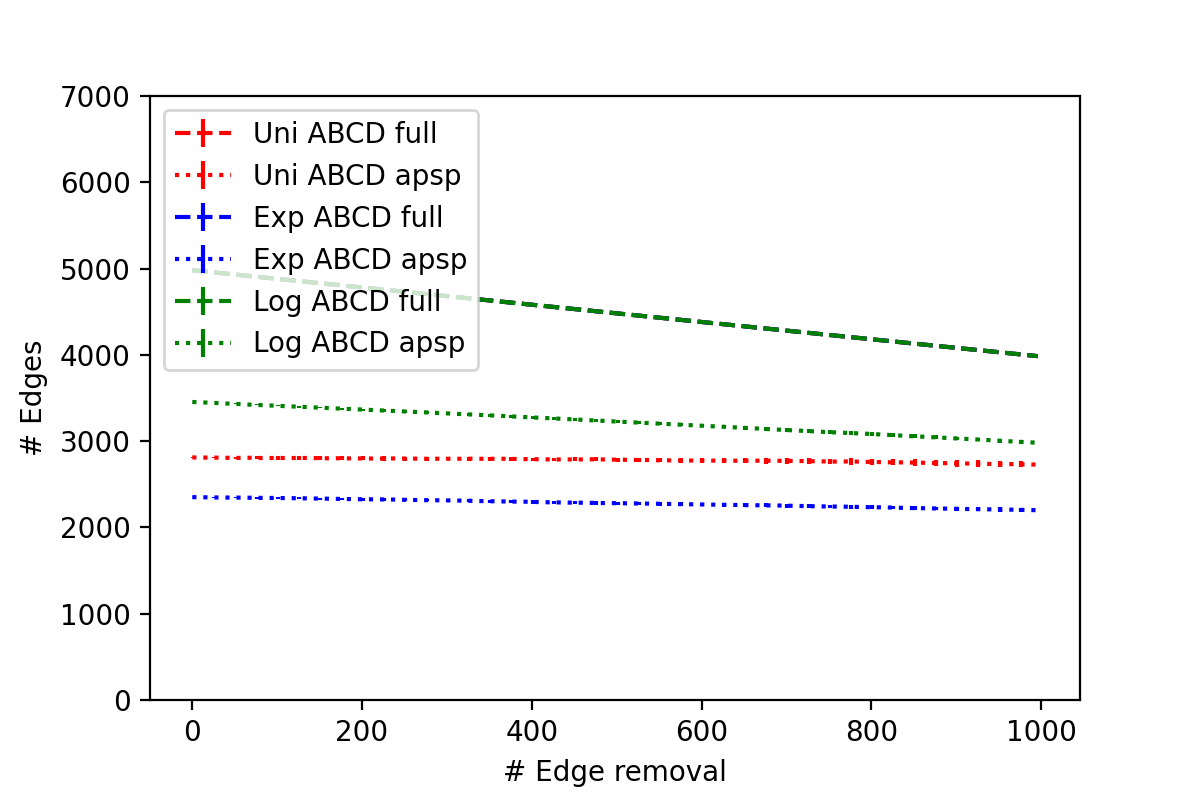 7000
6000
5000
4000
3000
2000
1000
0
# Edges
Uni ABCD full
Uni ABCD apsp
Exp ABCD full
Exp ABCD apsp
Log ABCD full
Log ABCD apsp
0 200 400 600 800 1000
# Edge removal